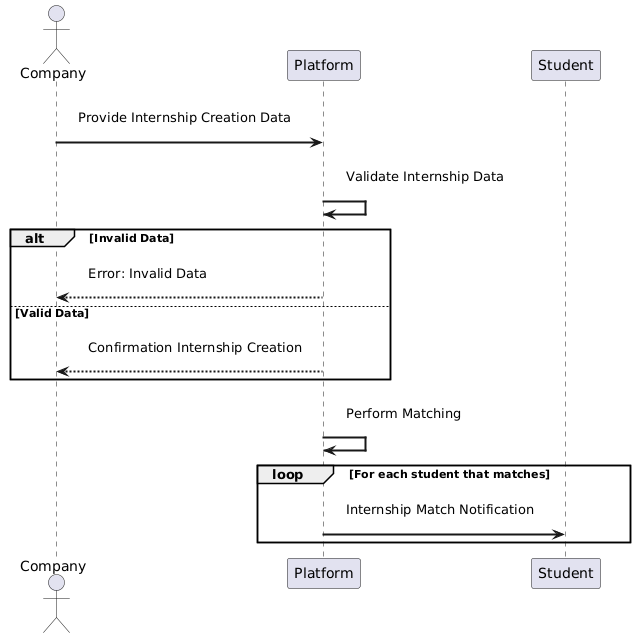 Company
Platform
Student
Provide Internship Creation Data
Validate Internship Data
alt
[Invalid Data]
Error: Invalid Data
[Valid Data]
Confirmation Internship Creation
Perform Matching
loop
[For each student that matches]
Internship Match Notification
Company
Platform
Student